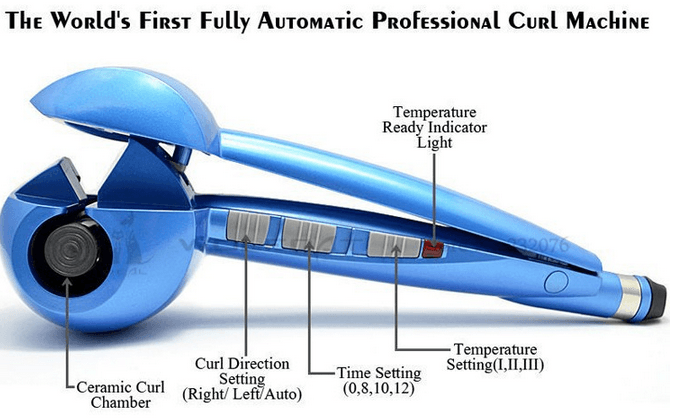 The World's First Fully Automatic Professional Curl Machine
Temperature
Ready Indicator
Light
Curl Direction
Setting
(Right/ Left/Auto)
Time Setting
(0,8,10,12)
Temperature
Setting(I,II,III)
Ceramic Curl
Chamber